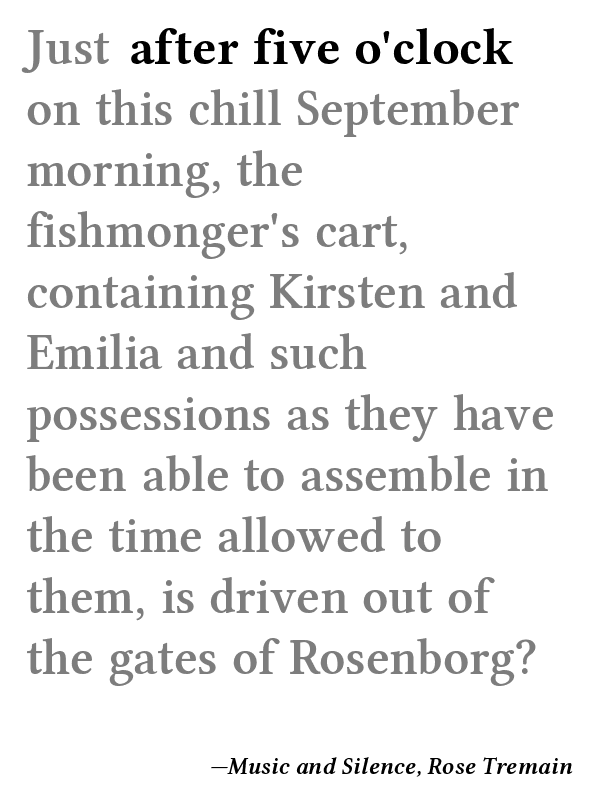 Just after five o'clock
on this chill September
morning, the
fishmonger's cart,
containing Kirsten and
Emilia and such
possessions as they have
been able to assemble in
the time allowed to
them, is driven out of
the gates of Rosenborg?
—Music and Silence, Rose Tremain